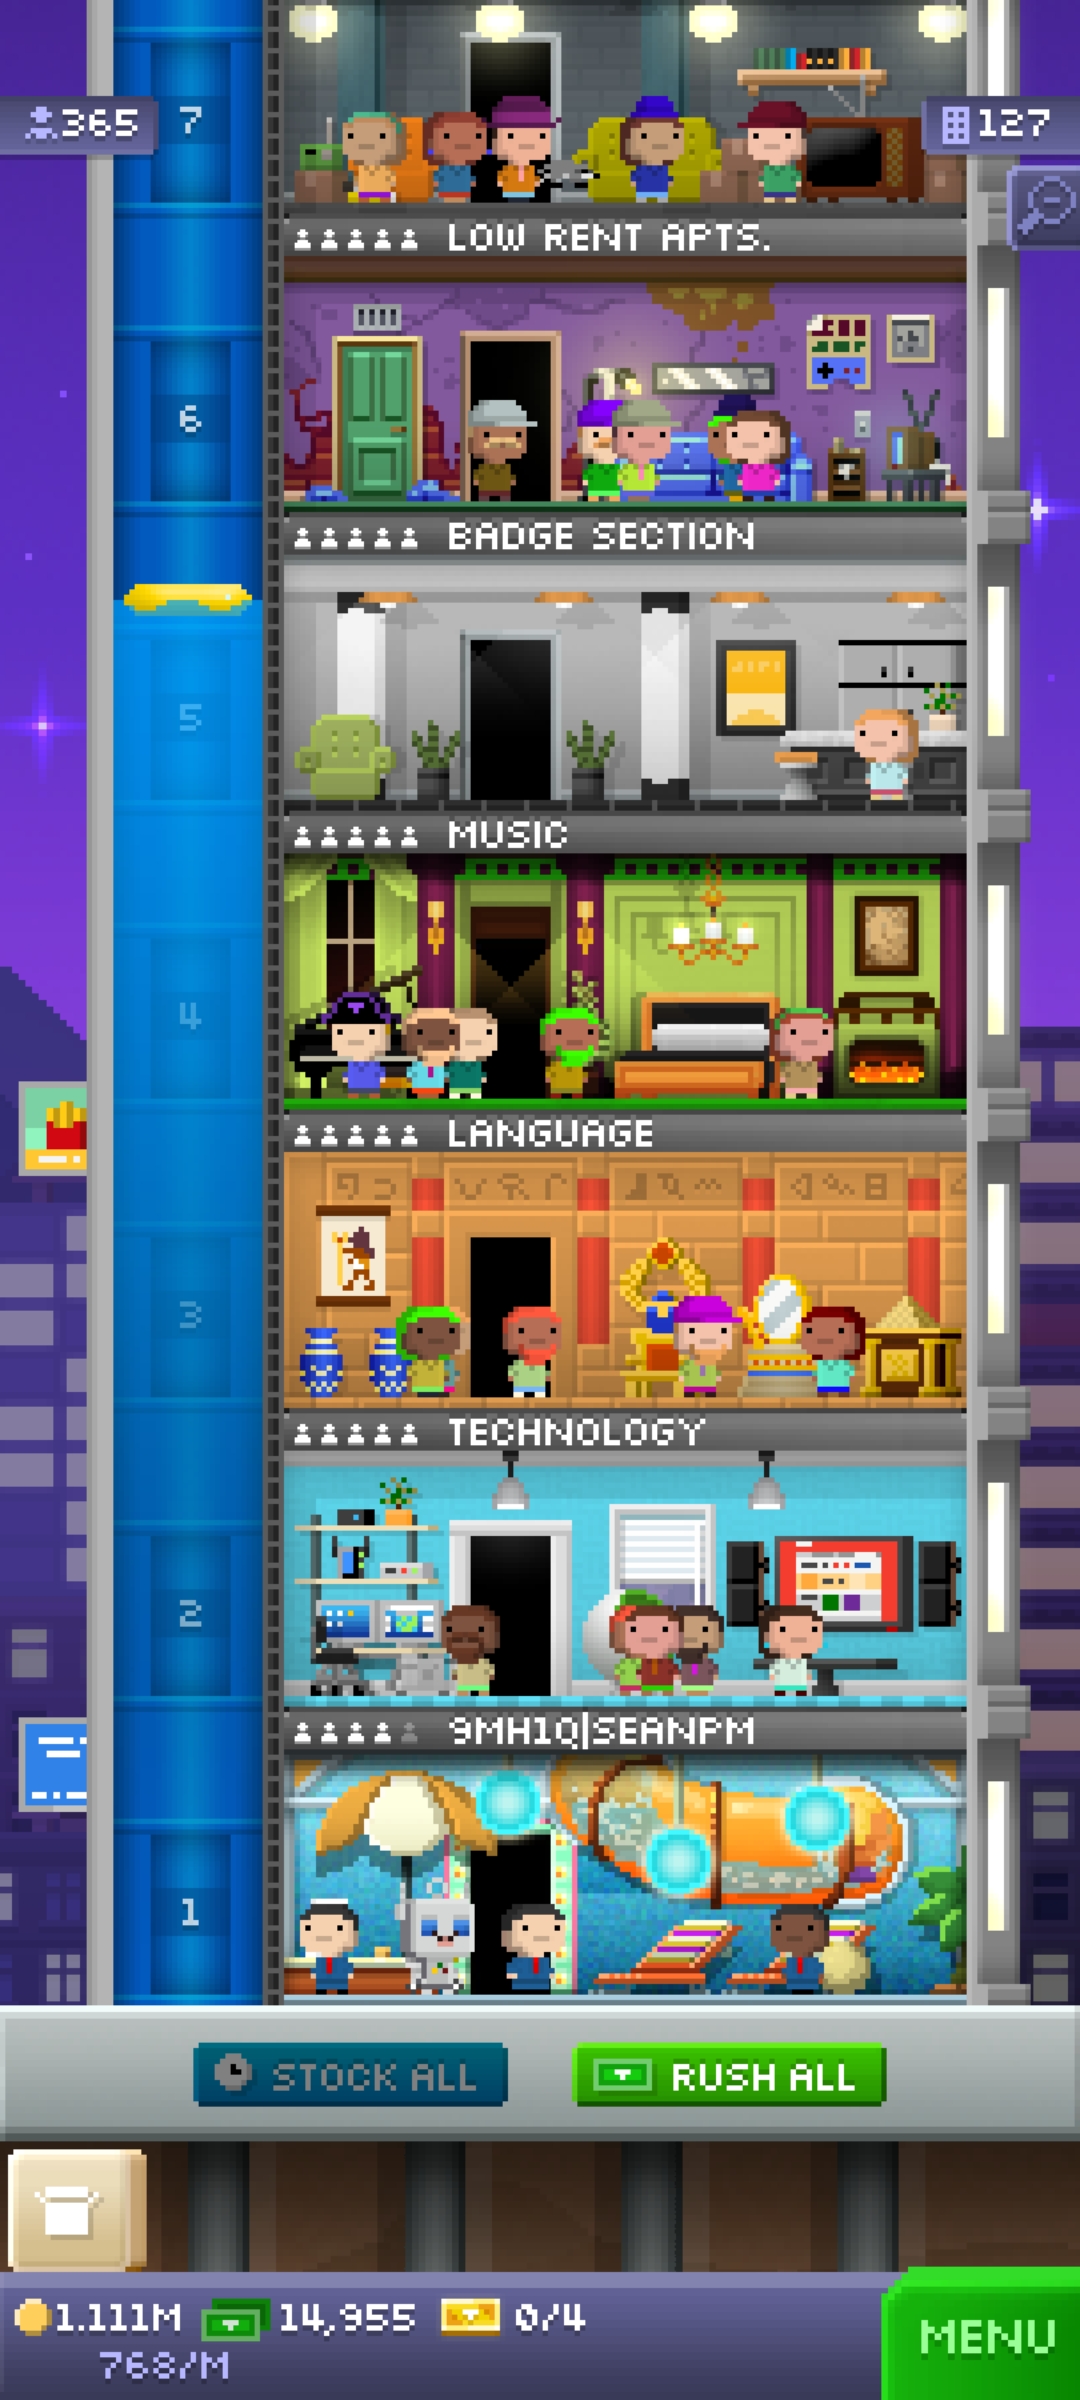 7
365
127
LOW RENT APTS.
6
BADGE SECTION
5
MUSIC
4
LANGUAGE
3
TECHNOLOGY
2
9MH1Q|SEANPM
1
STOCK ALL
RUSH ALL
1.111M
14,955
0/4
768/M
MENU